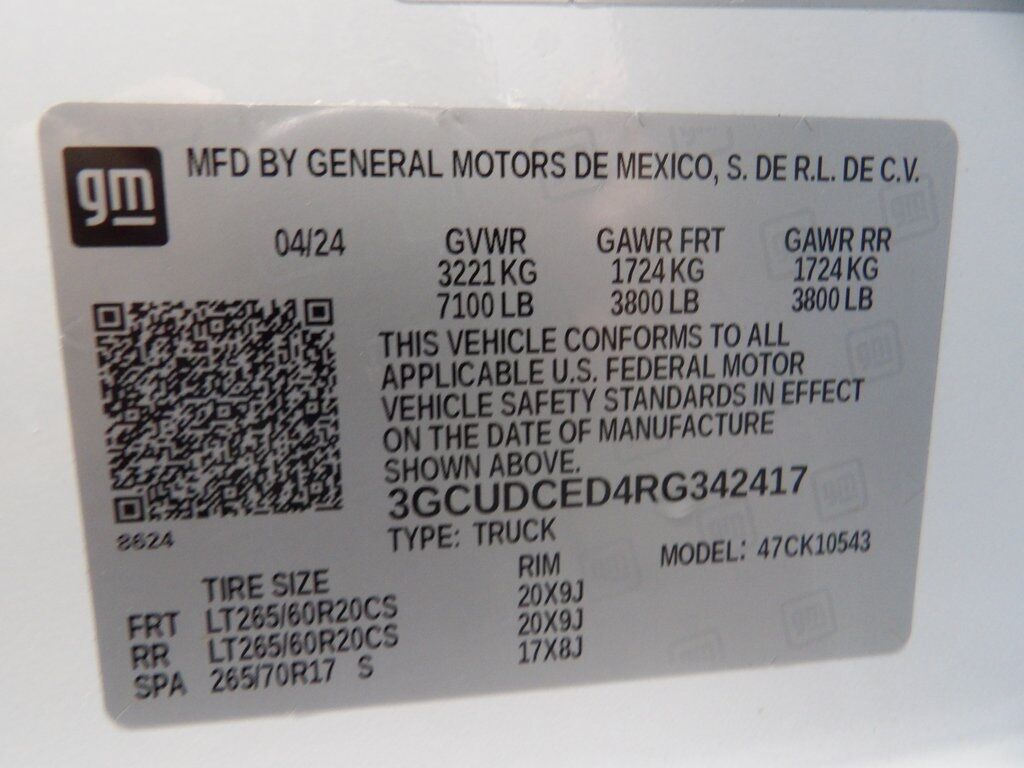 gm
MFD BY GENERAL MOTORS DE MEXICO, S. DE R.L. DE C.V.
04/24 GVWR GAWR FRT GAWR RR
3221 KG 1724 KG 1724 KG
7100 LB 3800 LB 3800 LB
THIS VEHICLE CONFORMS TO ALL
APPLICABLE U.S. FEDERAL MOTOR
VEHICLE SAFETY STANDARDS IN EFFECT
ON THE DATE OF MANUFACTURE
SHOWN ABOVE.
3GCUDCED4RG342417
8624
TYPE: TRUCK MODEL: 47CK10543
TIRE SIZE RIM
FRT LT265/60R20CS 20X9J
RR LT265/60R20CS 20X9J
SPA 265/70R17 S 17X8J